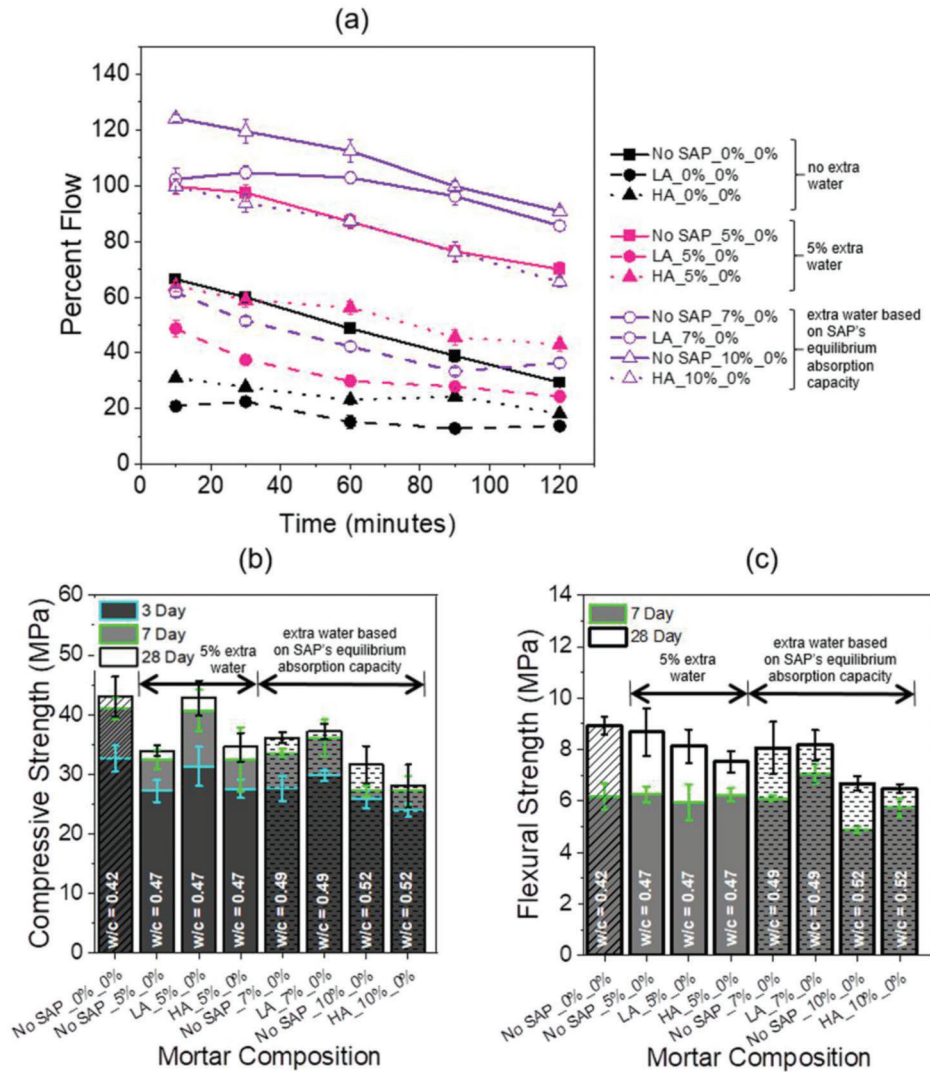 (a)
140
120
100
80
60
40
20
0
Percent Flow
0 20 40 60 80 100 120
Time (minutes)
No SAP_0%_0%
LA_0%_0%
HA_0%_0%
no extra
water
No SAP_5%_0%
LA_5%_0%
HA_5%_0%
5% extra
water
No SAP_7%_0%
LA_7%_0%
No SAP_10%_0%
HA_10%_0%
extra water based
on SAP's
equilibrium
absorption
capacity
(b)
60
50
40
30
20
10
0
Compressive Strength (MPa)
3 Day
7 Day
28 Day
5% extra
water
extra water based
on SAP's equilibrium
absorption capacity
w/c = 0.42
w/c = 0.47
w/c = 0.47
w/c = 0.47
w/c = 0.49
w/c = 0.49
w/c = 0.52
w/c = 0.52
No SAP_0%_0%
No SAP_5%_0%
LA_5%_0%
HA_5%_0%
No SAP_7%_0%
LA_7%_0%
No SAP_10%_0%
HA_10%_0%
Mortar Composition
(c)
14
12
10
8
6
4
2
0
Flexural Strength (MPa)
7 Day
28 Day
5% extra
water
extra water based
on SAP's equilibrium
absorption capacity
w/c = 0.42
w/c = 0.47
w/c = 0.47
w/c = 0.47
w/c = 0.49
w/c = 0.49
w/c = 0.52
w/c = 0.52
No SAP_0%_0%
No SAP_5%_0%
LA_5%_0%
HA_5%_0%
No SAP_7%_0%
LA_7%_0%
No SAP_10%_0%
HA_10%_0%
Mortar Composition